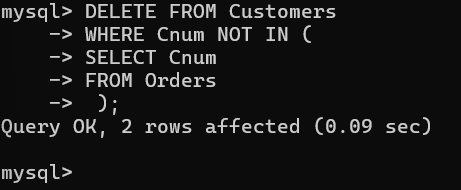 mysql> DELETE FROM Customers
    -> WHERE Cnum NOT IN (
    -> SELECT Cnum
    -> FROM Orders
    ->  );
Query OK, 2 rows affected (0.09 sec)
mysql>